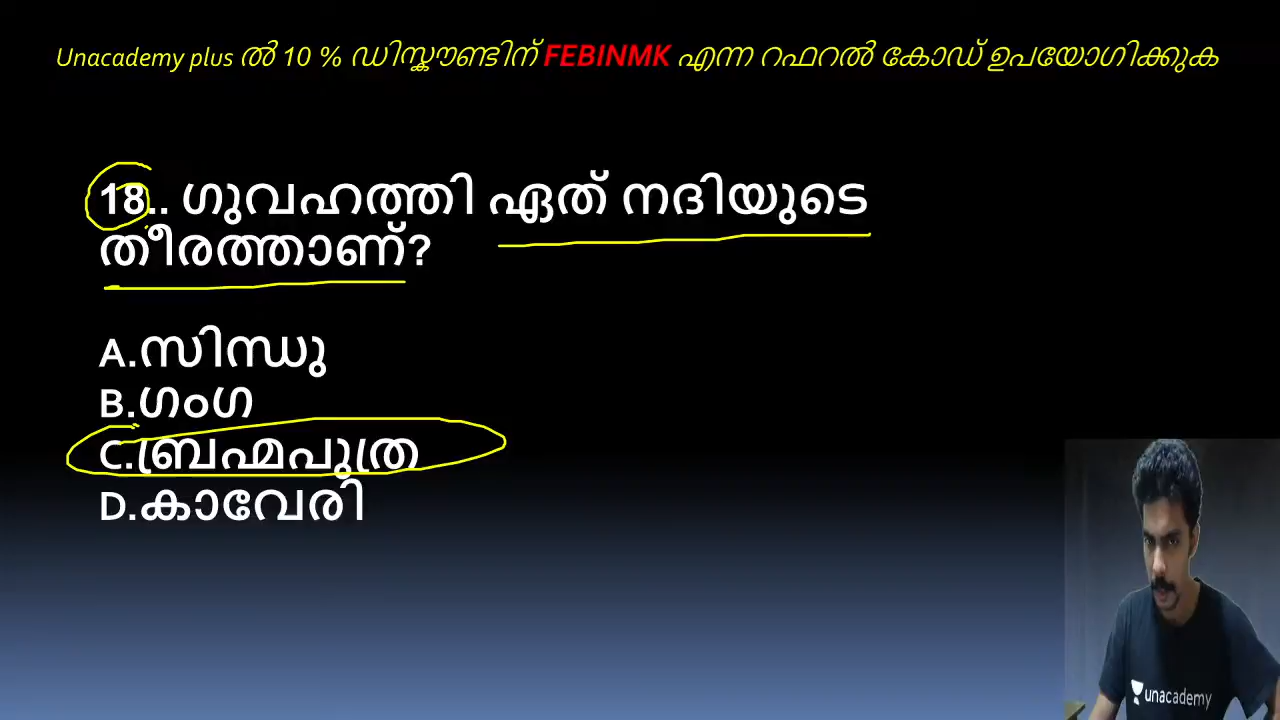 Unacademy plus ൽ 10 % ഡിസ്കൗണ്ടിന് FEBINMK എന്ന റഫറൽ കോഡ് ഉപയോഗിക്കുക
18.. ഗുവഹത്തി ഏത് നദിയുടെ
തീരത്താണ്?
A.സിന്ധു
B.ഗംഗ
C.ബ്രഹ്മപുത്ര
D.കാവേരി
unacademy